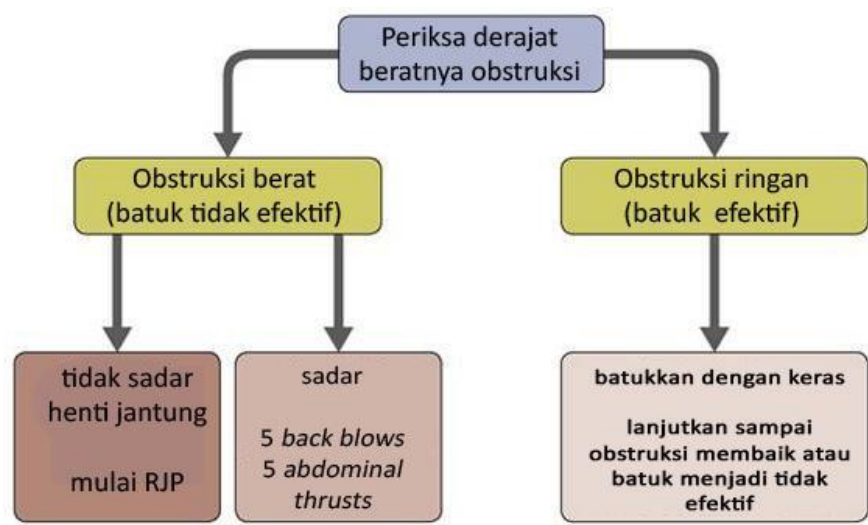 Periksa derajat
beratnya obstruksi
Obstruksi berat
(batuk tidak efektif)
Obstruksi ringan
(batuk efektif)
tidak sadar
henti jantung
mulai RJP
sadar
5 back blows
5 abdominal
thrusts
batukkan dengan keras
lanjutkan sampai
obstruksi membaik atau
batuk menjadi tidak
efektif